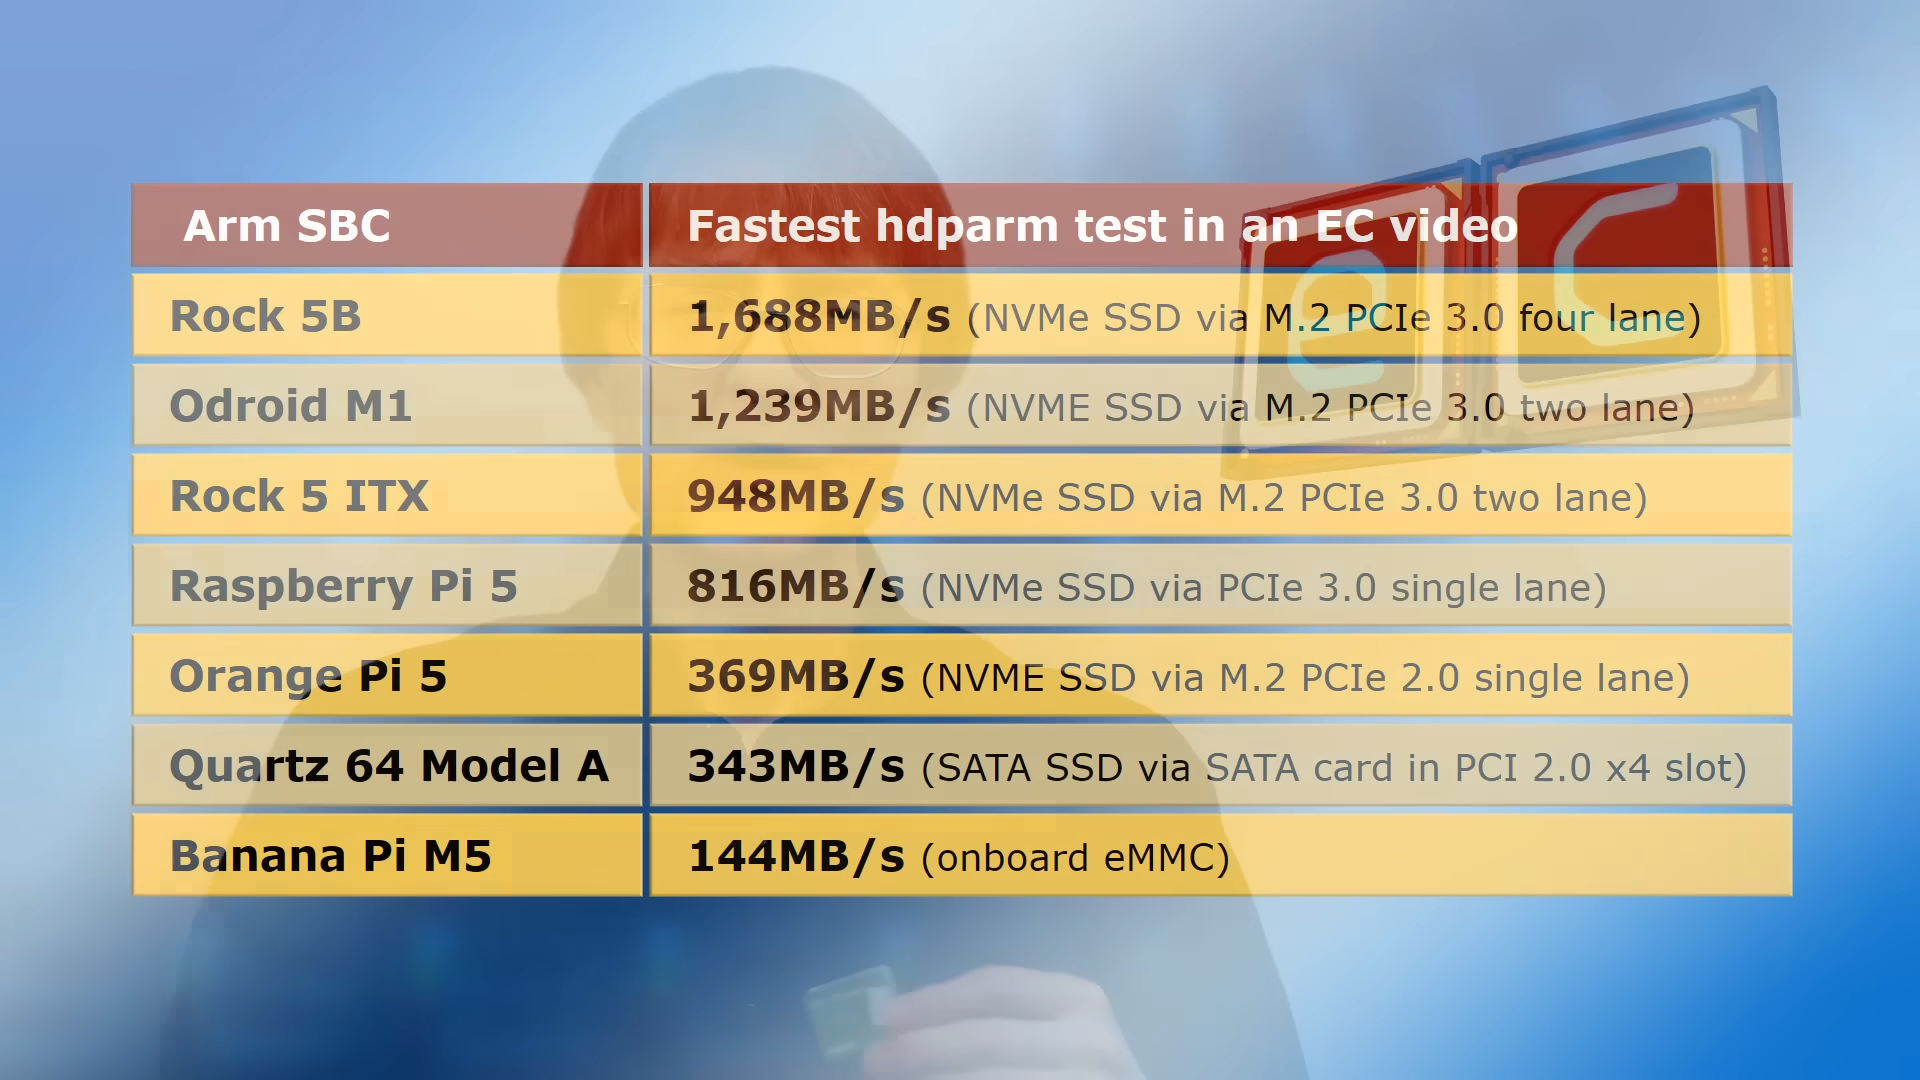 Arm SBC Fastest hdparm test in an EC video
Rock 5B 1,688MB/s (NVMe SSD via M.2 PCIe 3.0 four lane)
Odroid M1 1,239MB/s (NVME SSD via M.2 PCIe 3.0 two lane)
Rock 5 ITX 948MB/s (NVMe SSD via M.2 PCIe 3.0 two lane)
Raspberry Pi 5 816MB/s (NVMe SSD via PCIe 3.0 single lane)
Orange Pi 5 369MB/s (NVME SSD via M.2 PCIe 2.0 single lane)
Quartz 64 Model A 343MB/s (SATA SSD via SATA card in PCI 2.0 x4 slot)
Banana Pi M5 144MB/s (onboard eMMC)